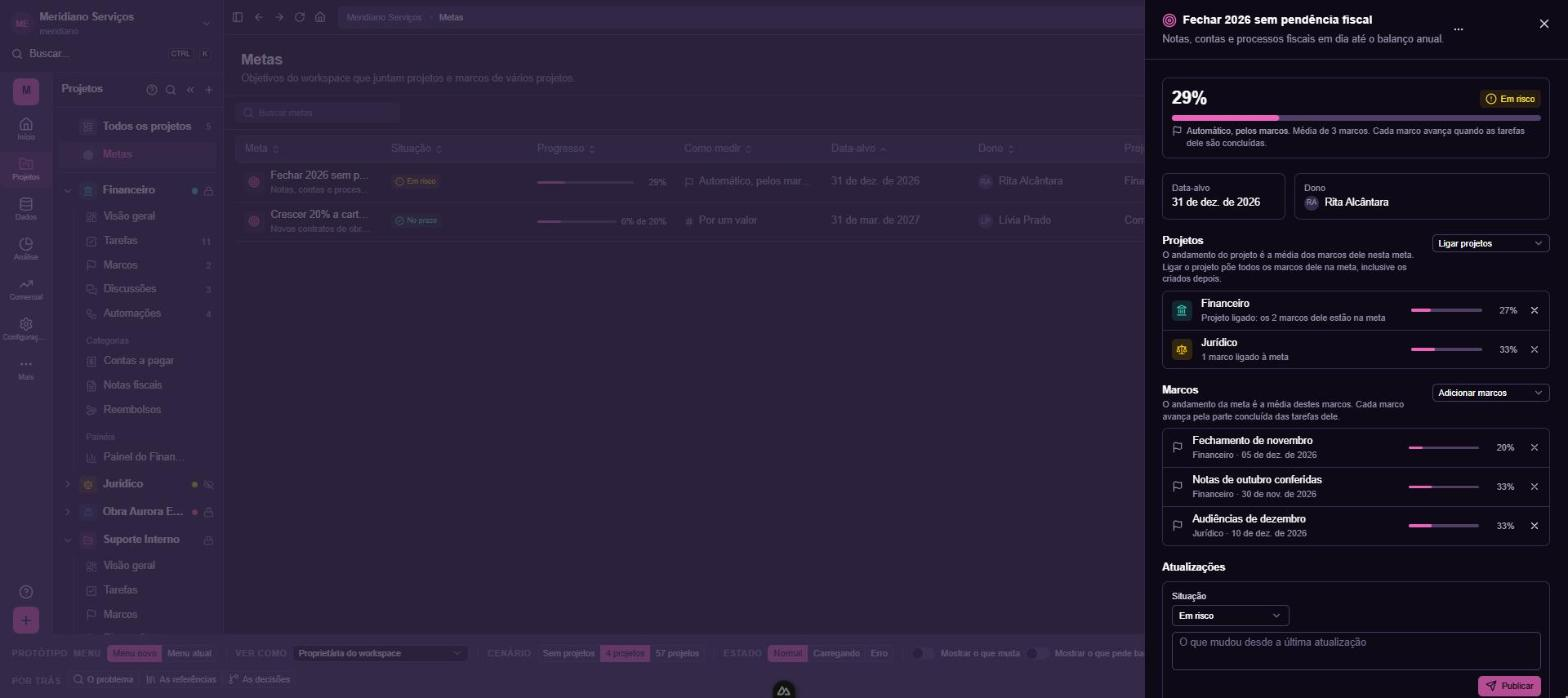 ME
Meridiano Serviços
meridiano
Buscar...
CTRL
K
M
Início
Projetos
Dados
Análise
Comercial
Configuraç...
Mais
Projetos
Todos os projetos 5
Metas
Financeiro
Visão geral
Tarefas 11
Marcos 2
Discussões 3
Automações 4
Categorias
Contas a pagar
Notas fiscais
Reembolsos
Painéis
Painel do Finan...
Jurídico
Obra Aurora E...
Suporte Interno
Visão geral
Tarefas
Marcos
Meridiano Serviços
Metas
Metas
Objetivos do workspace que juntam projetos e marcos de vários projetos.
Buscar metas
Meta
Situação
Progresso
Como medir
Data-alvo
Dono
Proj
Fechar 2026 sem p...
Notas, contas e proces...
Em risco
29%
Automático, pelos mar...
31 de dez. de 2026
RA
Rita Alcântara
Fina
Crescer 20% a cart...
Novos contratos de obr...
No prazo
6% de 20%
Por um valor
31 de mar. de 2027
LP
Lívia Prado
Com
PROTÓTIPO
MENU
Menu novo
Menu atual
VER COMO
Proprietária do workspace
CENÁRIO
Sem projetos
4 projetos
57 projetos
ESTADO
Normal
Carregando
Erro
Mostrar o que muda
Mostrar o que pede ba
POR TRÁS
O problema
As referências
As decisões
Fechar 2026 sem pendência fiscal
Notas, contas e processos fiscais em dia até o balanço anual.
...
29%
Em risco
Automático, pelos marcos. Média de 3 marcos. Cada marco avança quando as tarefas
dele são concluídas.
Data-alvo
31 de dez. de 2026
Dono
RA
Rita Alcântara
Projetos
O andamento do projeto é a média dos marcos dele nesta meta.
Ligar o projeto põe todos os marcos dele na meta, inclusive os
criados depois.
Ligar projetos
Financeiro
Projeto ligado: os 2 marcos dele estão na meta
27%
Jurídico
1 marco ligado à meta
33%
Marcos
O andamento da meta é a média destes marcos. Cada marco
avança pela parte concluída das tarefas dele.
Adicionar marcos
Fechamento de novembro
Financeiro · 05 de dez. de 2026
20%
Notas de outubro conferidas
Financeiro · 30 de nov. de 2026
33%
Audiências de dezembro
Jurídico · 10 de dez. de 2026
33%
Atualizações
Situação
Em risco
O que mudou desde a última atualização
Publicar